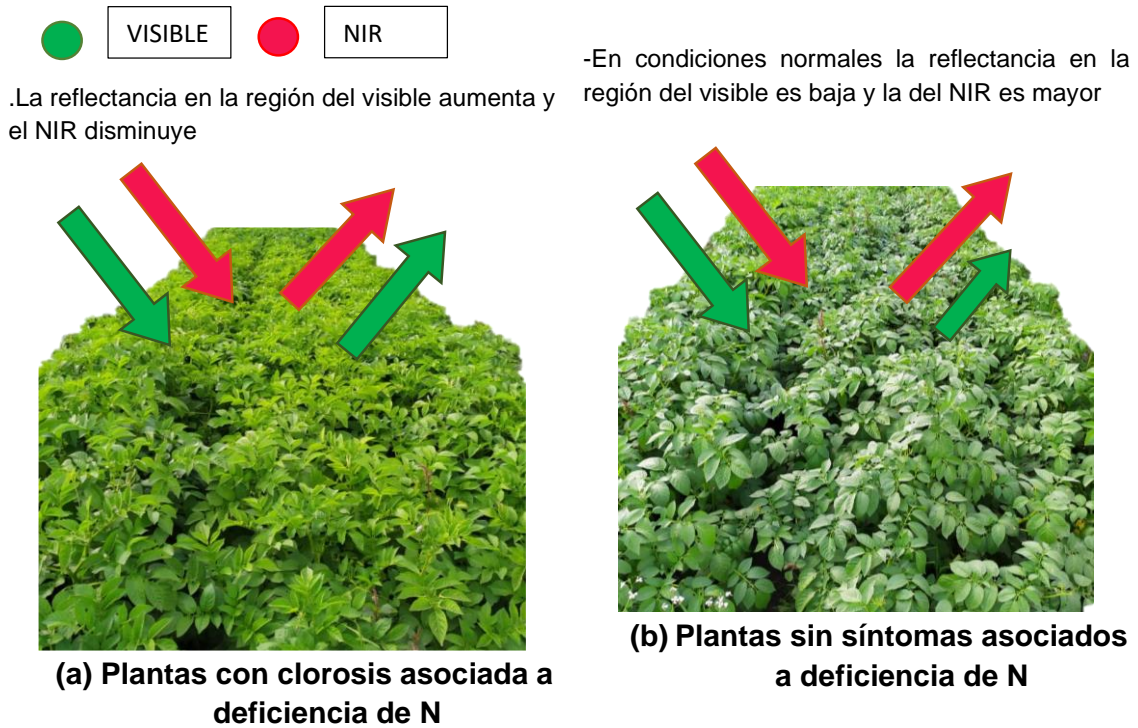 VISIBLE
NIR
.La reflectancia en la región del visible aumenta y
el NIR disminuye
-En condiciones normales la reflectancia en la
región del visible es baja y la del NIR es mayor
(a) Plantas con clorosis asociada a
deficiencia de N
(b) Plantas sin síntomas asociados
a deficiencia de N